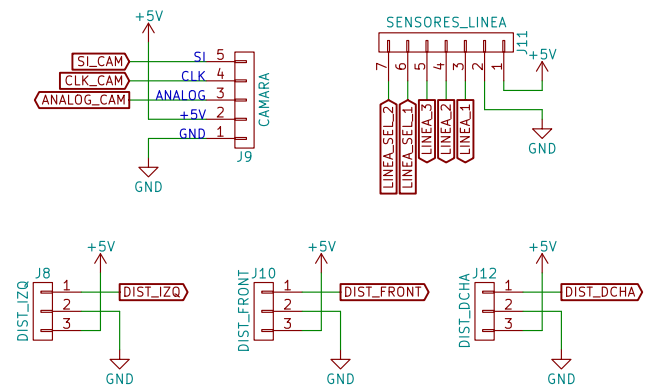 +5V
SI_CAM
SI
5
CLK_CAM
CLK
4
ANALOG_CAM
ANALOG
3
+5V
2
GND
1
CAMARA
J9
GND
SENSORES_LINEA
J11
7
6
5
4
3
2
1
+5V
LINEA_SEL_2
LINEA_SEL_1
LINEA_3
LINEA_2
LINEA_1
GND
J8
+5V
DIST_IZQ
1
2
3
DIST_IZQ
GND
J10
+5V
DIST_FRONT
1
2
3
DIST_FRONT
GND
J12
+5V
DIST_DCHA
1
2
3
DIST_DCHA
GND